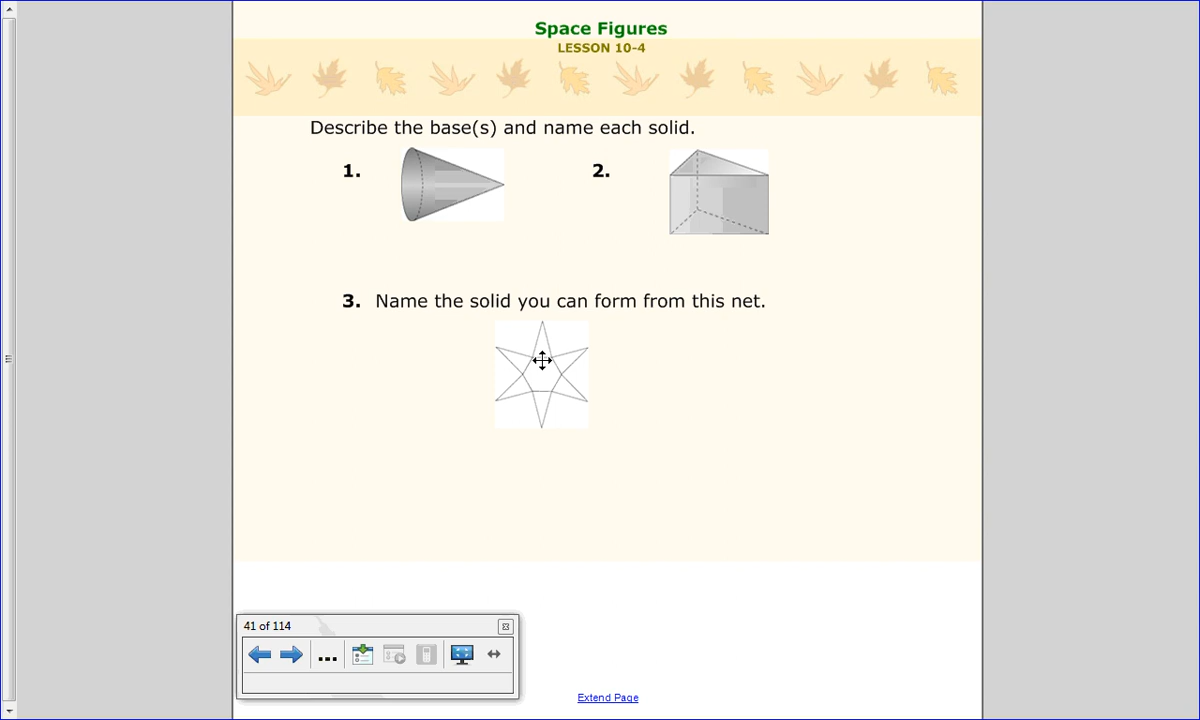 Space Figures
LESSON 10-4
Describe the base(s) and name each solid.
1.
2.
3. Name the solid you can form from this net.
41 of 114
...
Extend Page